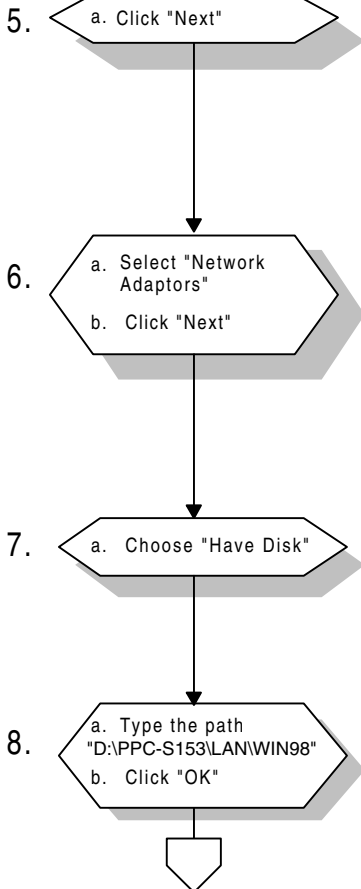 5.
a. Click "Next"
6.
a. Select "Network
Adaptors"
b. Click "Next"
7.
a. Choose "Have Disk"
8.
a. Type the path
"D:\PPC-S153\LAN\WIN98"
b. Click "OK"